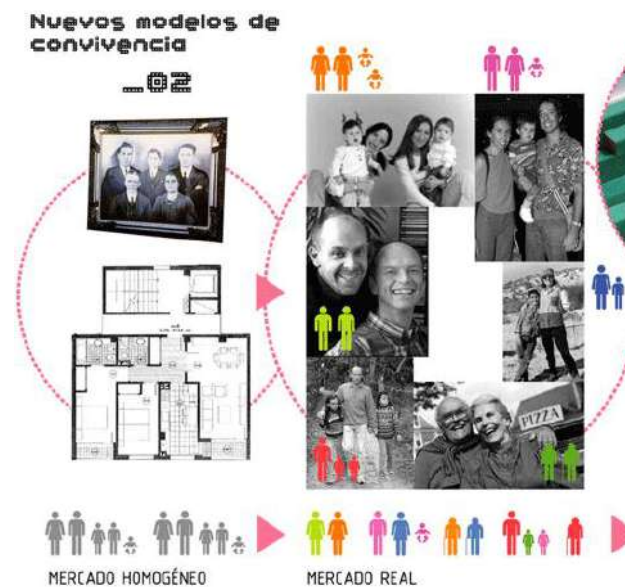 Nuevos modelos de
convivencia
_02
PIZZA
MERCADO HOMOGÉNEO
MERCADO REAL